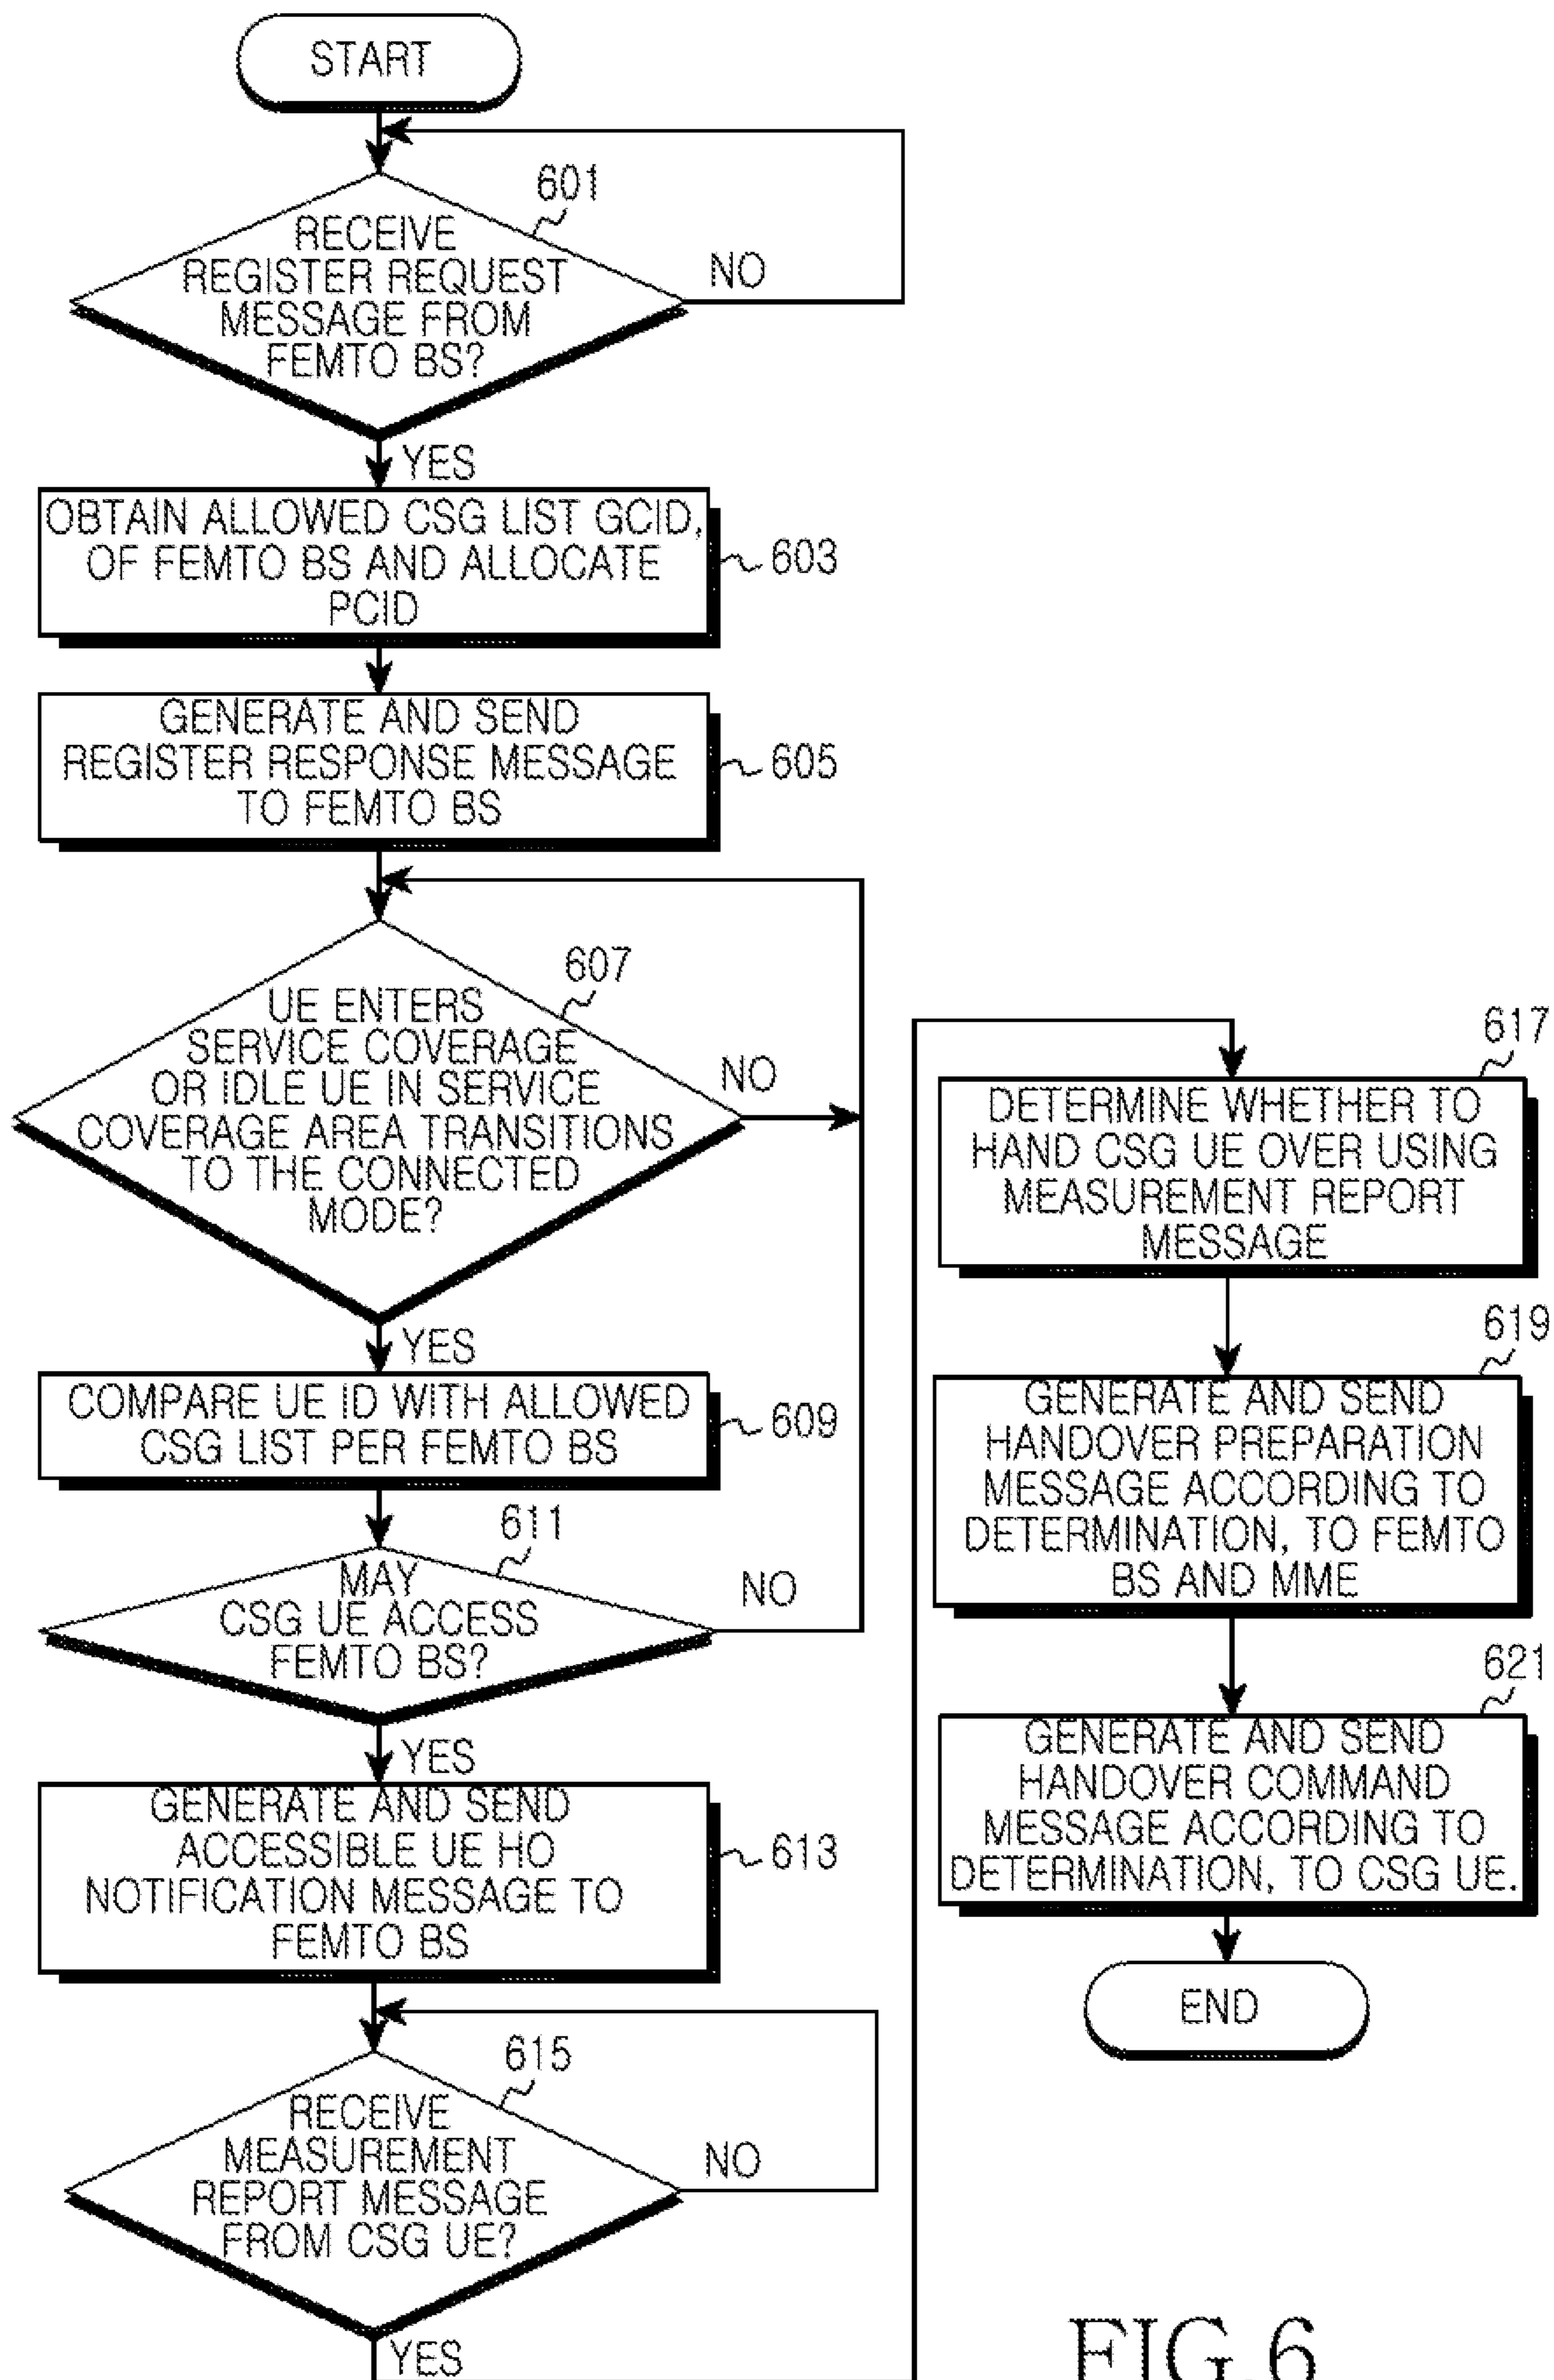 START
601
RECEIVE
REGISTER REQUEST
MESSAGE FROM
FEMTO BS?
NO
YES
OBTAIN ALLOWED CSG LIST GCID,
OF FEMTO BS AND ALLOCATE
PCID
603
GENERATE AND SEND
REGISTER RESPONSE MESSAGE
TO FEMTO BS
605
607
UE ENTERS
SERVICE COVERAGE
OR IDLE UE IN SERVICE
COVERAGE AREA TRANSITIONS
TO THE CONNECTED
MODE?
NO
YES
COMPARE UE ID WITH ALLOWED
CSG LIST PER FEMTO BS
609
611
MAY
CSG UE ACCESS
FEMTO BS?
NO
YES
GENERATE AND SEND
ACCESSIBLE UE HO
NOTIFICATION MESSAGE TO
FEMTO BS
613
615
RECEIVE
MEASUREMENT
REPORT MESSAGE
FROM CSG UE?
NO
YES
617
DETERMINE WHETHER TO
HAND CSG UE OVER USING
MEASUREMENT REPORT
MESSAGE
619
GENERATE AND SEND
HANDOVER PREPARATION
MESSAGE ACCORDING TO
DETERMINATION, TO FEMTO
BS AND MME
621
GENERATE AND SEND
HANDOVER COMMAND
MESSAGE ACCORDING TO
DETERMINATION, TO CSG UE.
END
FIG.6